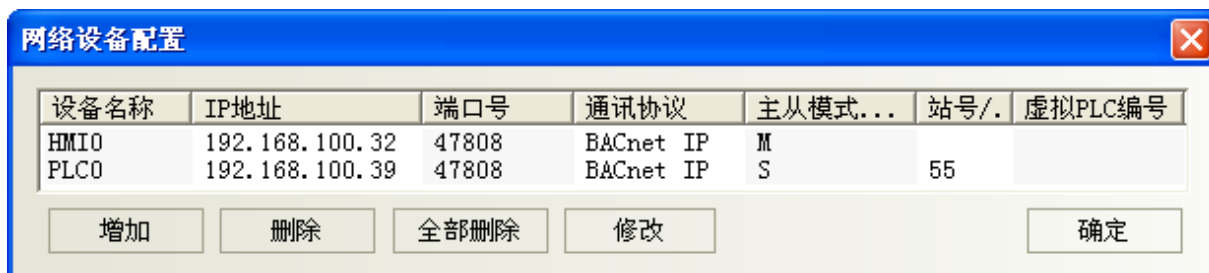 网络设备配置
设备名称 IP地址 端口号 通讯协议 主从模式... 站号/. 虚拟PLC编号
HMI0 192.168.100.32 47808 BACnet IP M
PLC0 192.168.100.39 47808 BACnet IP S 55
增加 删除 全部删除 修改 确定